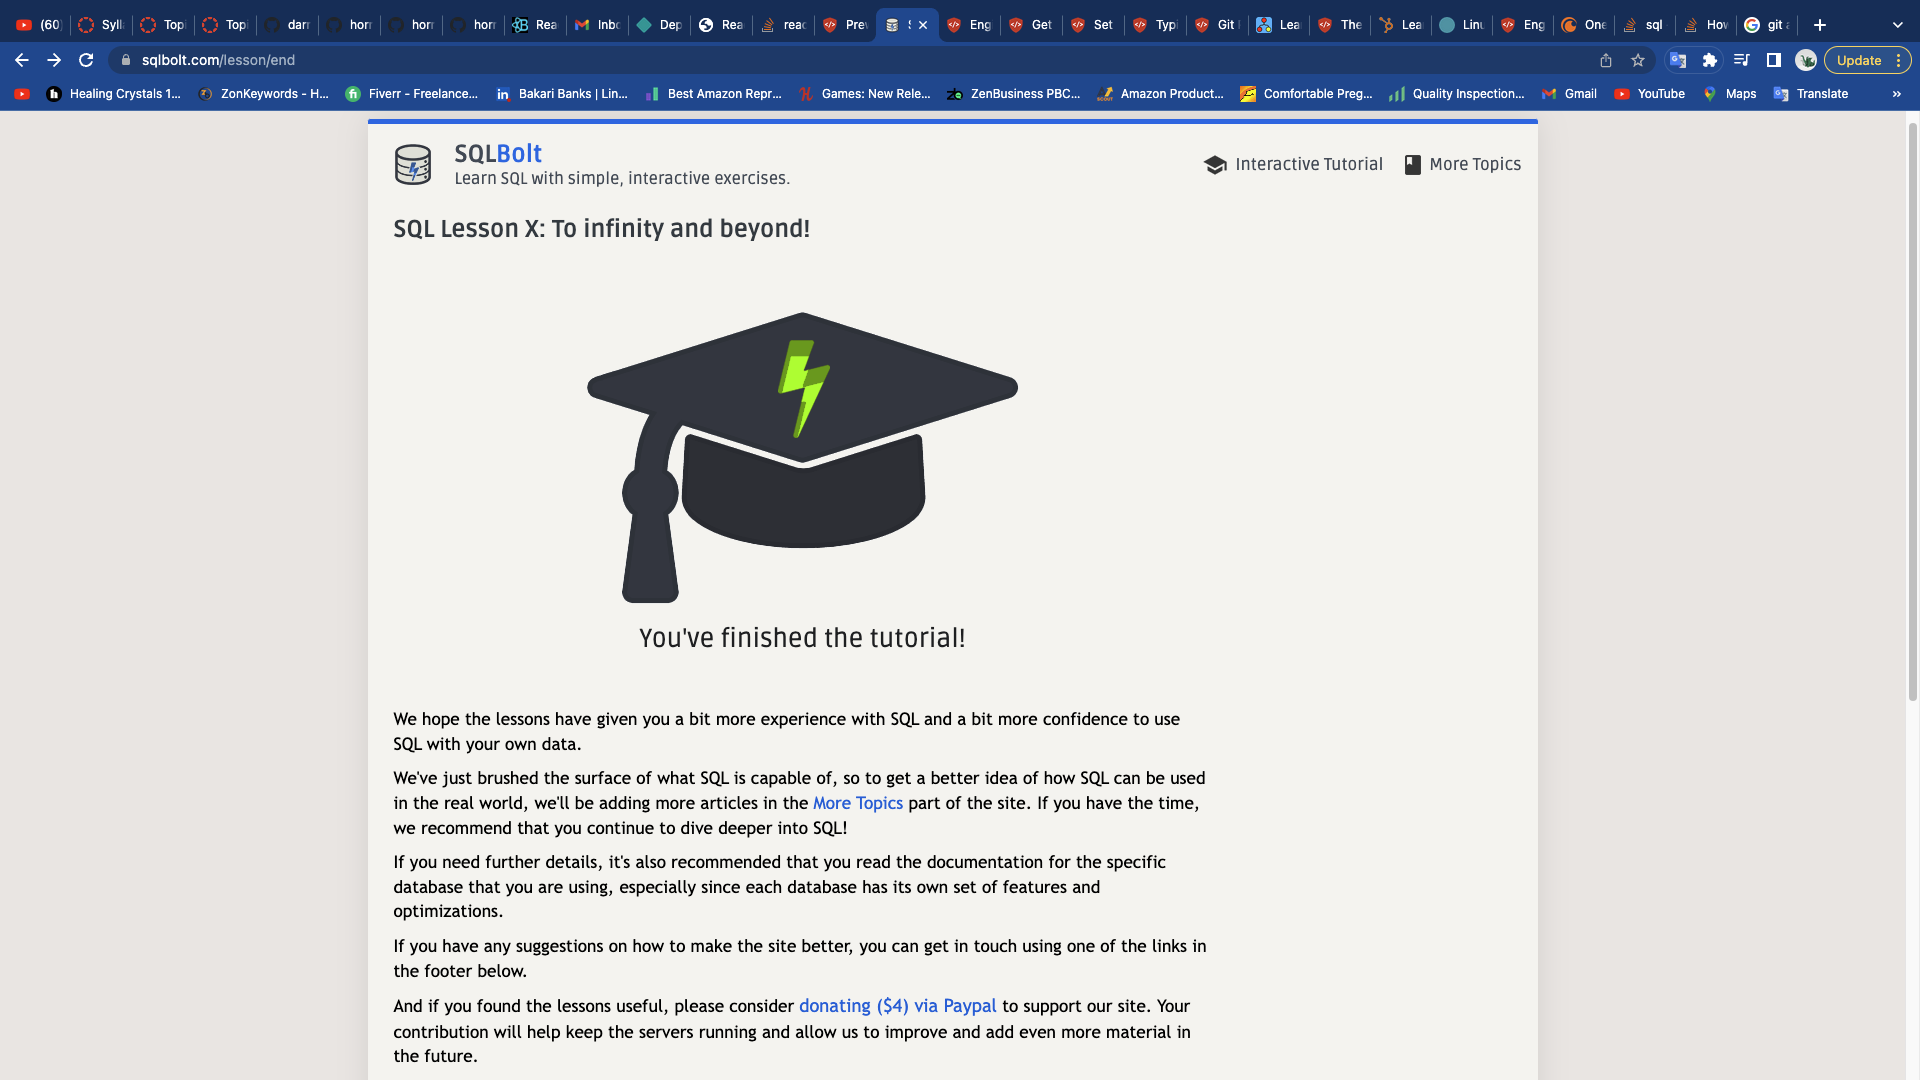 (60) Sylla Topi Topi darr horr horr horr Rea Inbo Dep Rea reac Prev Eng Get Set Typi Git Lea The Lea Linu Eng One sql How git a
sqlbolt.com/lesson/end Update
Healing Crystals 1... ZonKeywords - H... Fiverr - Freelance... Bakari Banks | Lin... Best Amazon Repr... Games: New Rele... ZenBusiness PBC... Amazon Product... Comfortable Preg... Quality Inspection... Gmail YouTube Maps Translate »
SQLBolt
Learn SQL with simple, interactive exercises.
Interactive Tutorial More Topics
SQL Lesson X: To infinity and beyond!
You've finished the tutorial!
We hope the lessons have given you a bit more experience with SQL and a bit more confidence to use
SQL with your own data.
We've just brushed the surface of what SQL is capable of, so to get a better idea of how SQL can be used
in the real world, we'll be adding more articles in the More Topics part of the site. If you have the time,
we recommend that you continue to dive deeper into SQL!
If you need further details, it's also recommended that you read the documentation for the specific
database that you are using, especially since each database has its own set of features and
optimizations.
If you have any suggestions on how to make the site better, you can get in touch using one of the links in
the footer below.
And if you found the lessons useful, please consider donating ($4) via Paypal to support our site. Your
contribution will help keep the servers running and allow us to improve and add even more material in
the future.